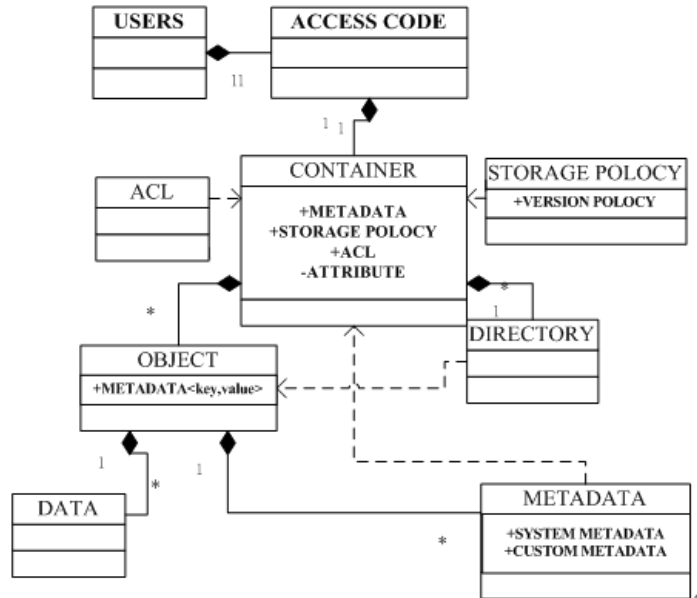 USERS
ACCESS CODE
11
1
1
CONTAINER
STORAGE POLOCY
ACL
+VERSION POLOCY
+METADATA
+STORAGE POLOCY
+ACL
-ATTRIBUTE
*
*
1
DIRECTORY
OBJECT
+METADATA<key,value>
1
*
1
DATA
METADATA
*
+SYSTEM METADATA
+CUSTOM METADATA